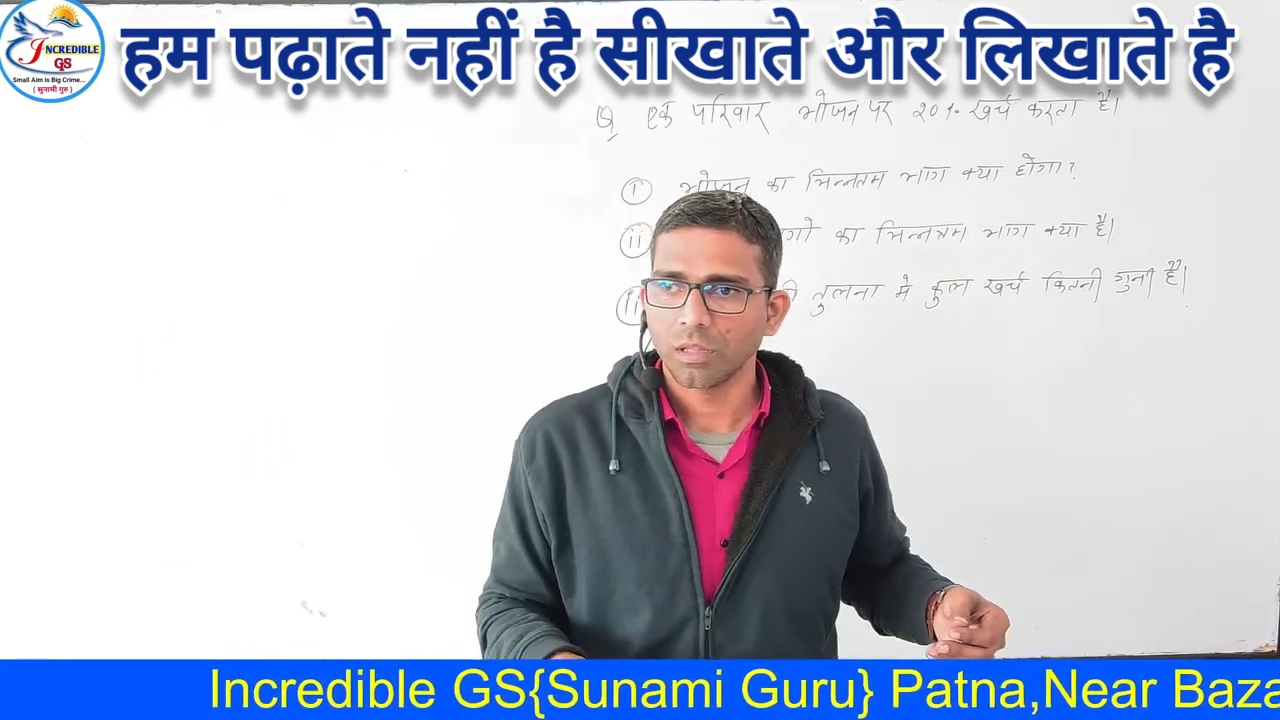 INCREDIBLE
GS
Small Aim is Big Crime...
( सुनामी गुरु )
हम पढ़ाते नहीं है सीखाते और लिखाते है
Q एक परिवार भोजन पर 20% खर्च करता है।
i भोजन का भिन्नतम भाग क्या होगा?
ii का भिन्नतम भाग क्या है।
तुलना मे कुल खर्च कितनी गुनी है।
Incredible GS{Sunami Guru} Patna,Near Baza